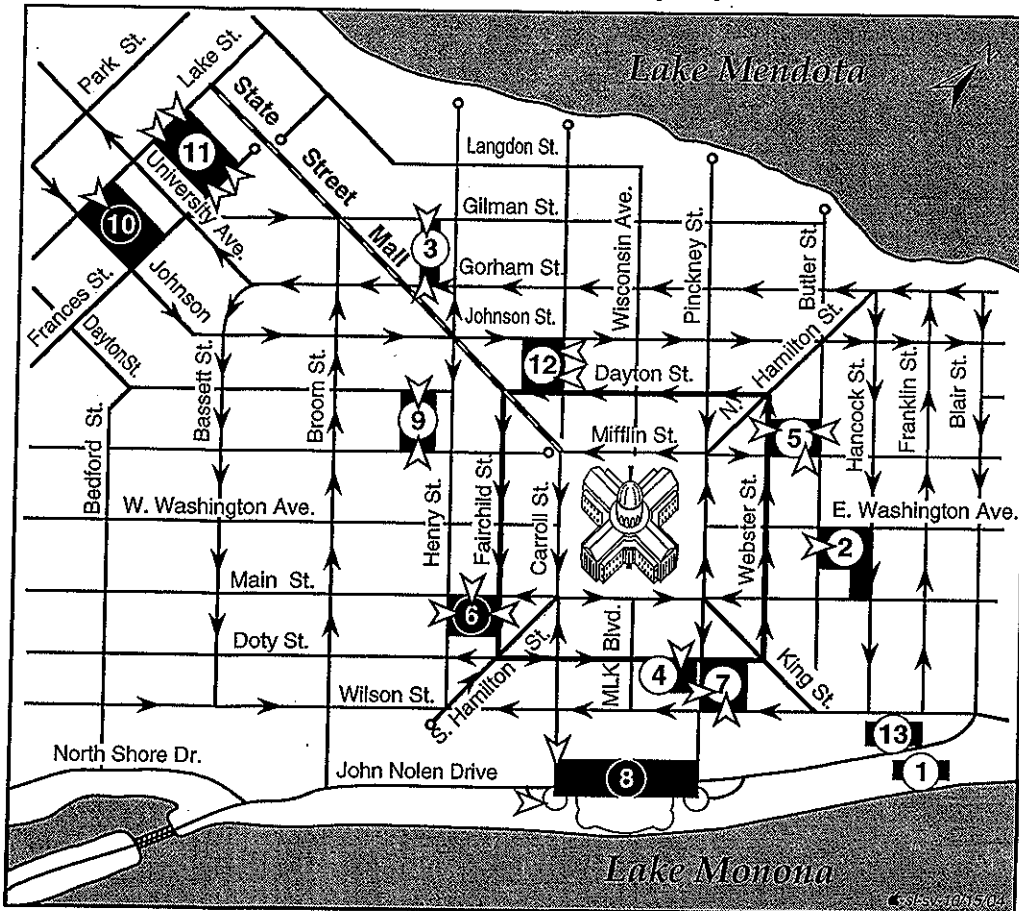 Lake Mendota
N
Park St.
Lake St.
State Street Mall
Langdon St.
11
University Ave.
Gilman St.
Wisconsin Ave.
Pinckney St.
Butler St.
10
3
Gorham St.
Frances St.
Johnson
Johnson St.
N. Hamilton St.
Dayton St.
12
Dayton St.
Bedford St.
Bassett St.
Broom St.
9
Mifflin St.
5
Hancock St.
Franklin St.
Blair St.
W. Washington Ave.
Henry St.
Fairchild St.
Carroll St.
Webster St.
E. Washington Ave.
2
Main St.
6
Doty St.
S. Hamilton St.
MLK Blvd.
4
7
King St.
Wilson St.
13
North Shore Dr.
John Nolen Drive
8
1
Lake Monona